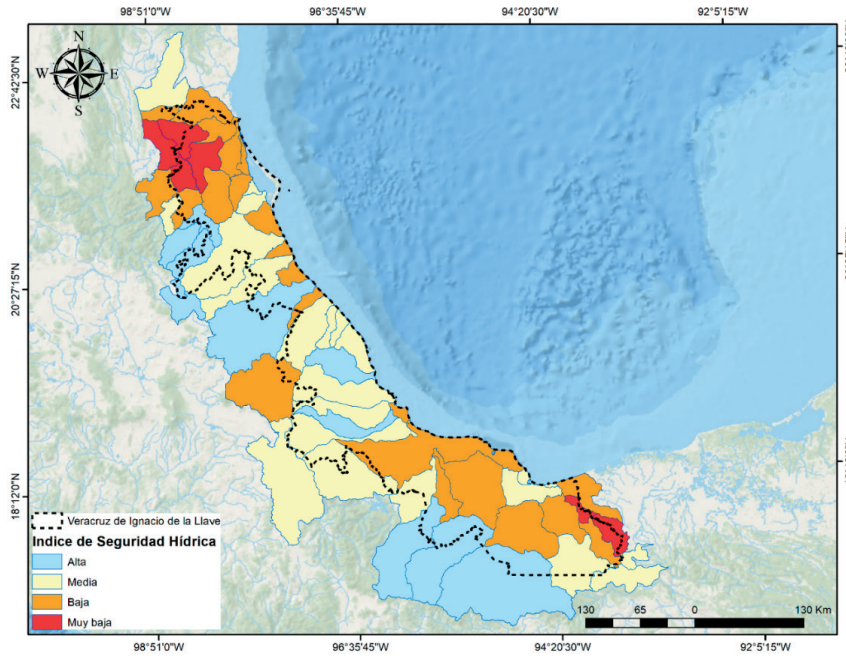 98°51'0"W 96°35'45"W 94°20'30"W 92°5'15"W
N
W E
S
22°42'30"N
20°27'15"N
18°12'0"N
Veracruz de Ignacio de la Llave
Indice de Seguridad Hídrica
Alta
Media
Baja
Muy baja
130 65 0 130 Km
98°51'0"W 96°35'45"W 94°20'30"W 92°5'15"W